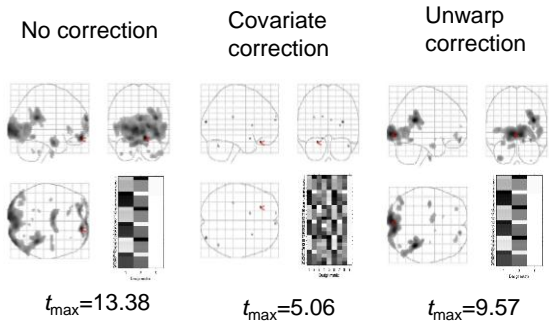 No correction
Covariate
correction
Unwarp
correction
tmax=13.38
tmax=5.06
tmax=9.57